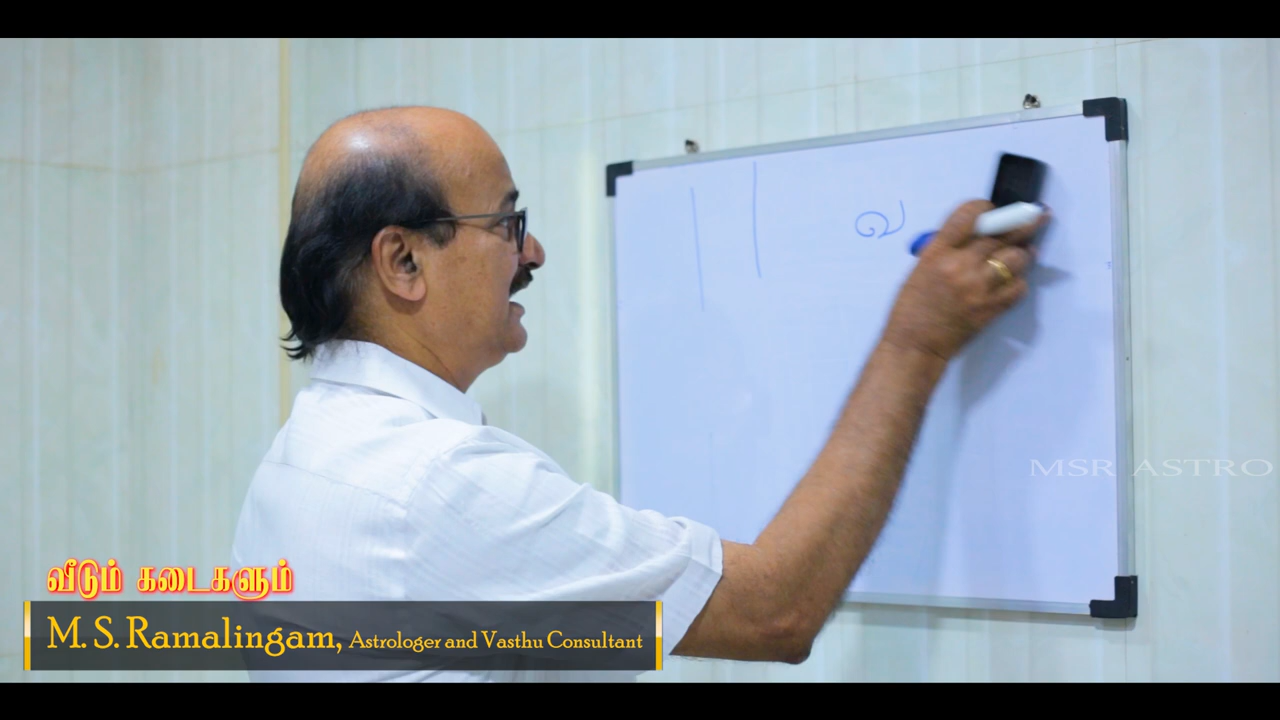 வ
MSR ASTRO
வீடும் கடைகளும்
M. S. Ramalingam, Astrologer and Vasthu Consultant